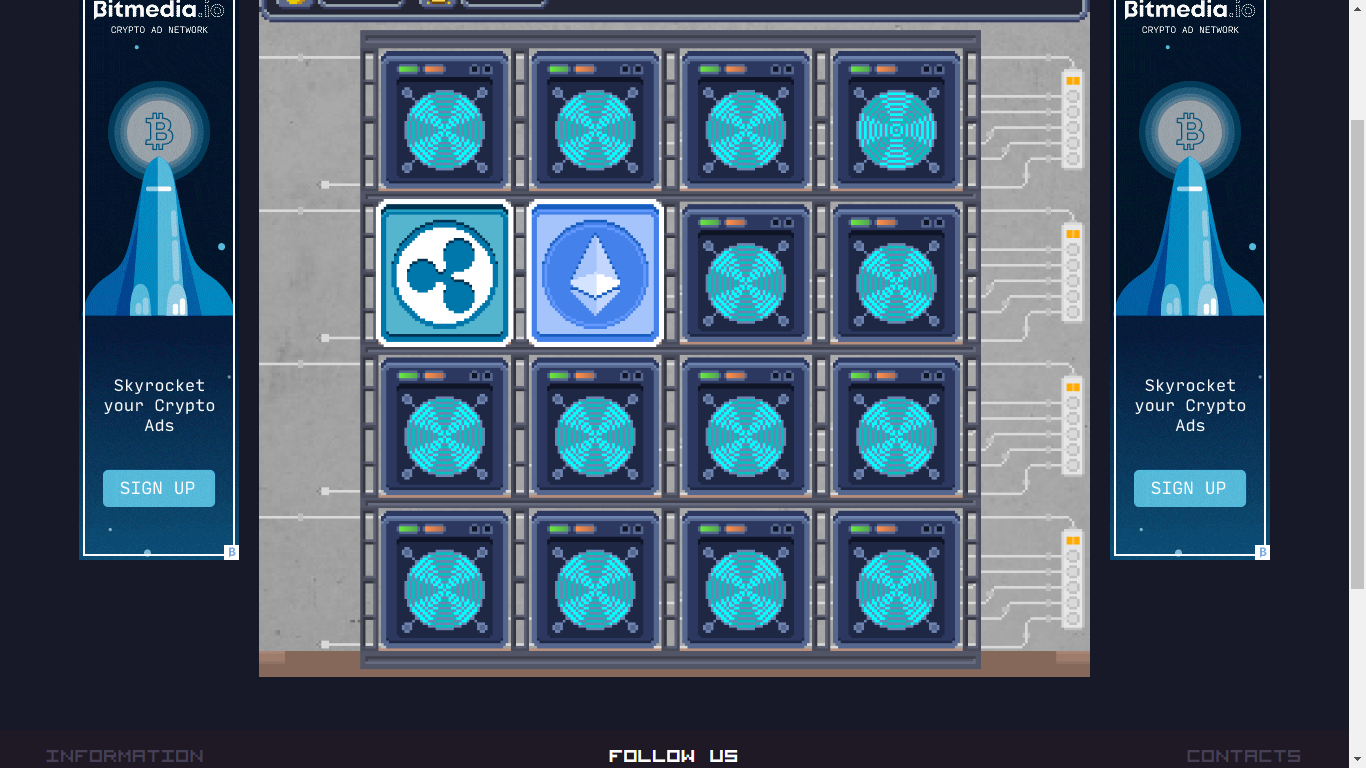 Bitmedia.io
CRYPTO AD NETWORK
Skyrocket
your Crypto
Ads
SIGN UP
Bitmedia.io
CRYPTO AD NETWORK
Skyrocket
your Crypto
Ads
SIGN UP
INFORMATION
FOLLOW US
CONTACTS